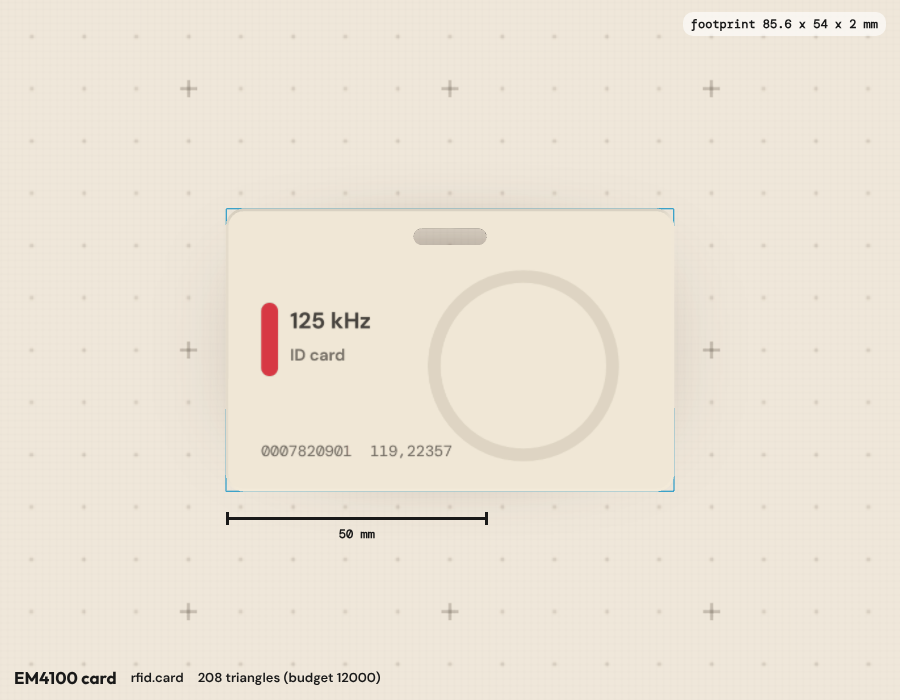 footprint 85.6 x 54 x 2 mm
125 kHz
ID card
0007820901 119,22357
50 mm
EM4100 card rfid.card 208 triangles (budget 12000)